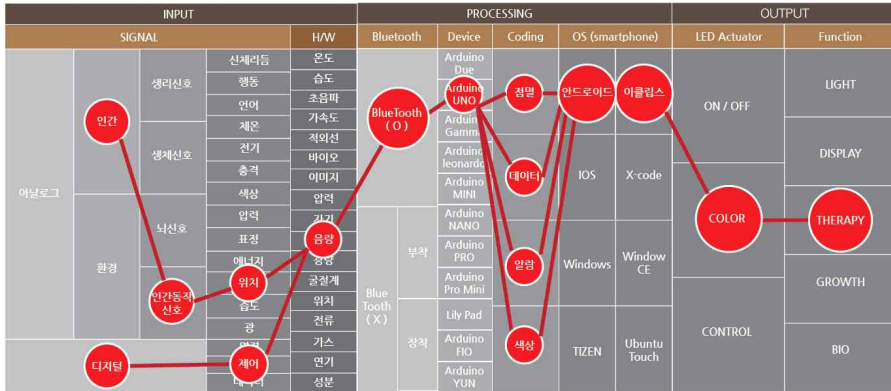 INPUT
PROCESSING
OUTPUT
SIGNAL
H/W
Bluetooth
Device
Coding
OS (smartphone)
LED Actuator
Function
아날로그
인간
환경
디지털
생리신호
생체신호
뇌신호
인간동작
신호
신체리듬
행동
언어
체온
전기
충격
색상
압력
표정
에너지
위치
습도
광
제어
온도
습도
초음파
가속도
적외선
바이오
이미지
압력
음량
굴절계
위치
전류
가스
연기
성분
BlueTooth
( O )
Blue
Tooth
( X )
부착
장착
Arduino
Due
Arduino
UNO
Arduino
Gamma
Arduino
leonardo
Arduino
MINI
Arduino
NANO
Arduino
PRO
Arduino
Pro Mini
Lily Pad
Arduino
FIO
Arduino
YUN
점멸
데이터
알람
색상
안드로이드
IOS
Windows
TIZEN
이클립스
X-code
Window
CE
Ubuntu
Touch
ON / OFF
COLOR
CONTROL
LIGHT
DISPLAY
THERAPY
GROWTH
BIO